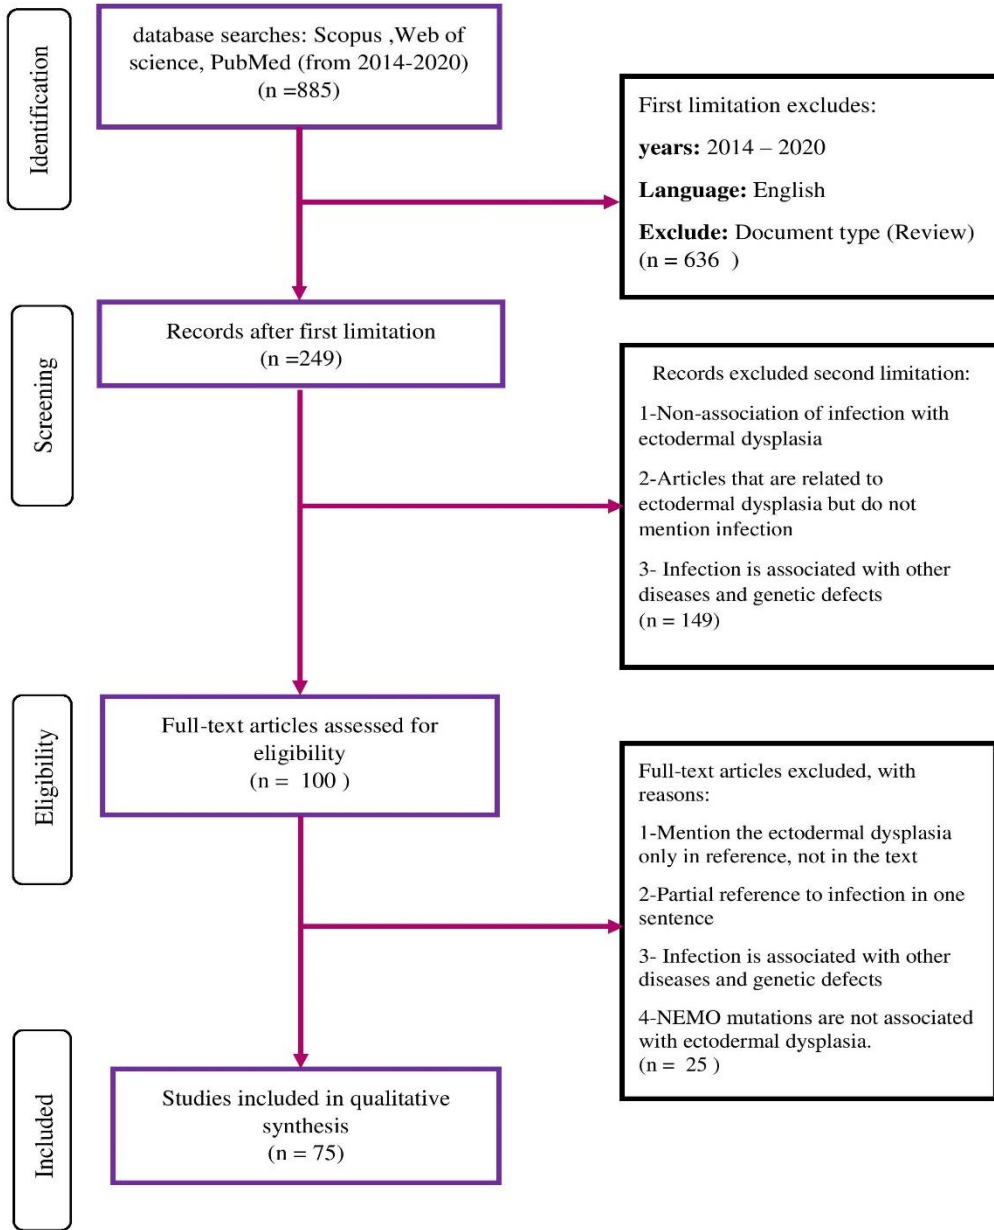 Identification
database searches: Scopus ,Web of
science, PubMed (from 2014-2020)
(n =885)
First limitation excludes:
years: 2014 – 2020
Language: English
Exclude: Document type (Review)
(n = 636  )
Screening
Records after first limitation
(n =249)
Records excluded second limitation:
1-Non-association of infection with
ectodermal dysplasia
2-Articles that are related to
ectodermal dysplasia but do not
mention infection
3- Infection is associated with other
diseases and genetic defects
(n = 149)
Eligibility
Full-text articles assessed for
eligibility
(n =  100 )
Full-text articles excluded, with
reasons:
1-Mention the ectodermal dysplasia
only in reference, not in the text
2-Partial reference to infection in one
sentence
3- Infection is associated with other
diseases and genetic defects
4-NEMO mutations are not associated
with ectodermal dysplasia.
(n =  25 )
Included
Studies included in qualitative
synthesis
(n = 75)